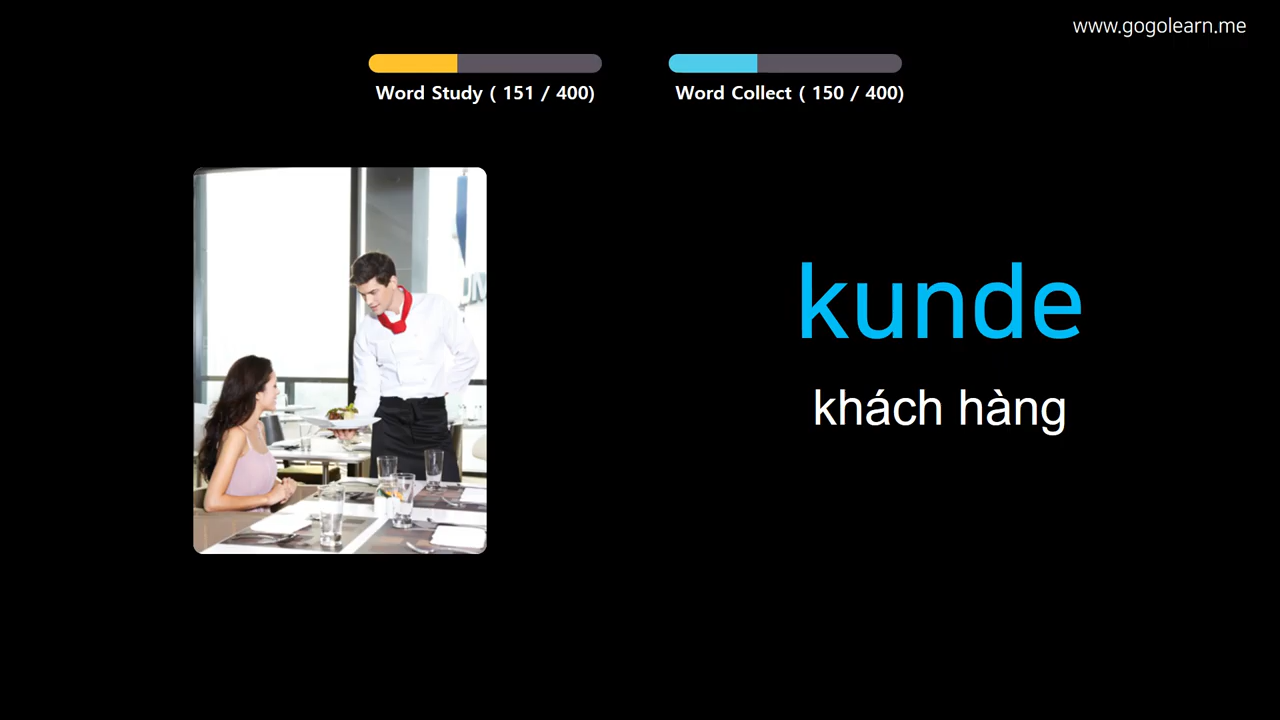 www.gogolearn.me
Word Study ( 151 / 400)
Word Collect ( 150 / 400)
kunde
khách hàng